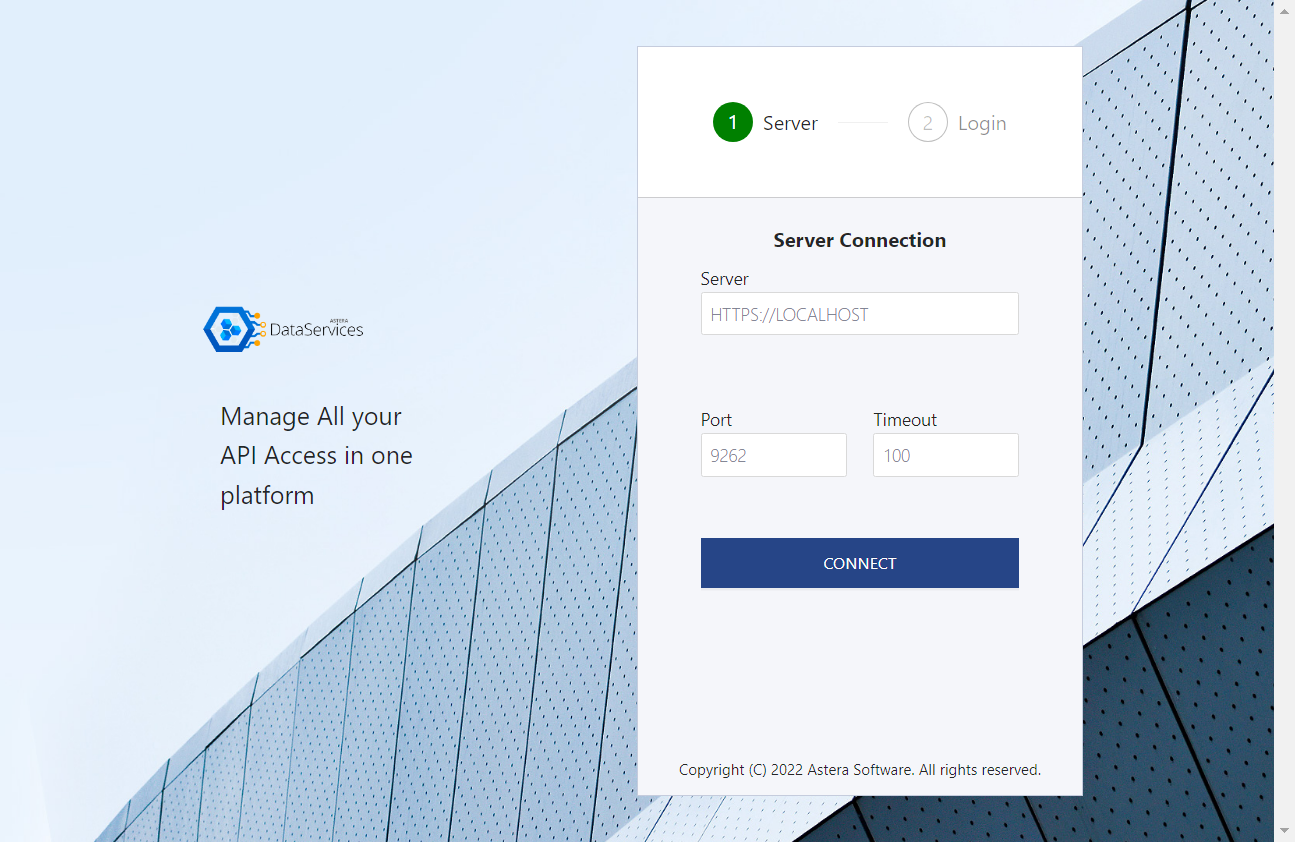 1 Server
2 Login
Server Connection
Server
HTTPS://LOCALHOST
ASTERA
DataServices
Manage All your
API Access in one
platform
Port Timeout
9262 100
CONNECT
Copyright (C) 2022 Astera Software. All rights reserved.